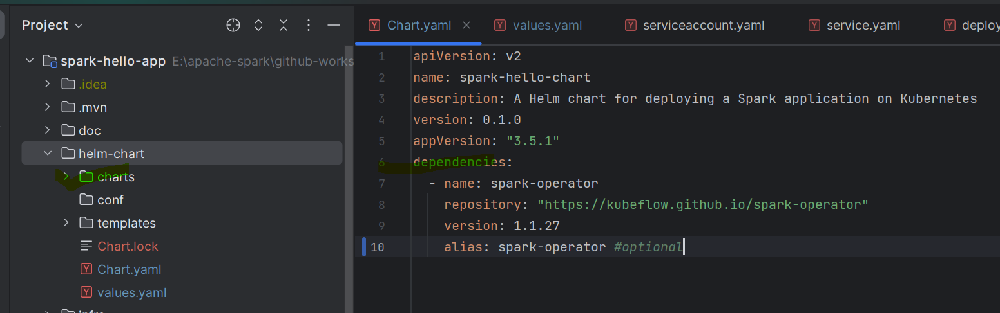 Project
spark-hello-app E:\apache-spark\github-works
.idea
.mvn
doc
helm-chart
charts
conf
templates
Chart.lock
Chart.yaml
values.yaml
Chart.yaml values.yaml serviceaccount.yaml service.yaml deploy
1 apiVersion: v2
2 name: spark-hello-chart
3 description: A Helm chart for deploying a Spark application on Kubernetes
4 version: 0.1.0
5 appVersion: "3.5.1"
6 dependencies:
7 - name: spark-operator
8 repository: "https://kubeflow.github.io/spark-operator"
9 version: 1.1.27
10 alias: spark-operator #optional